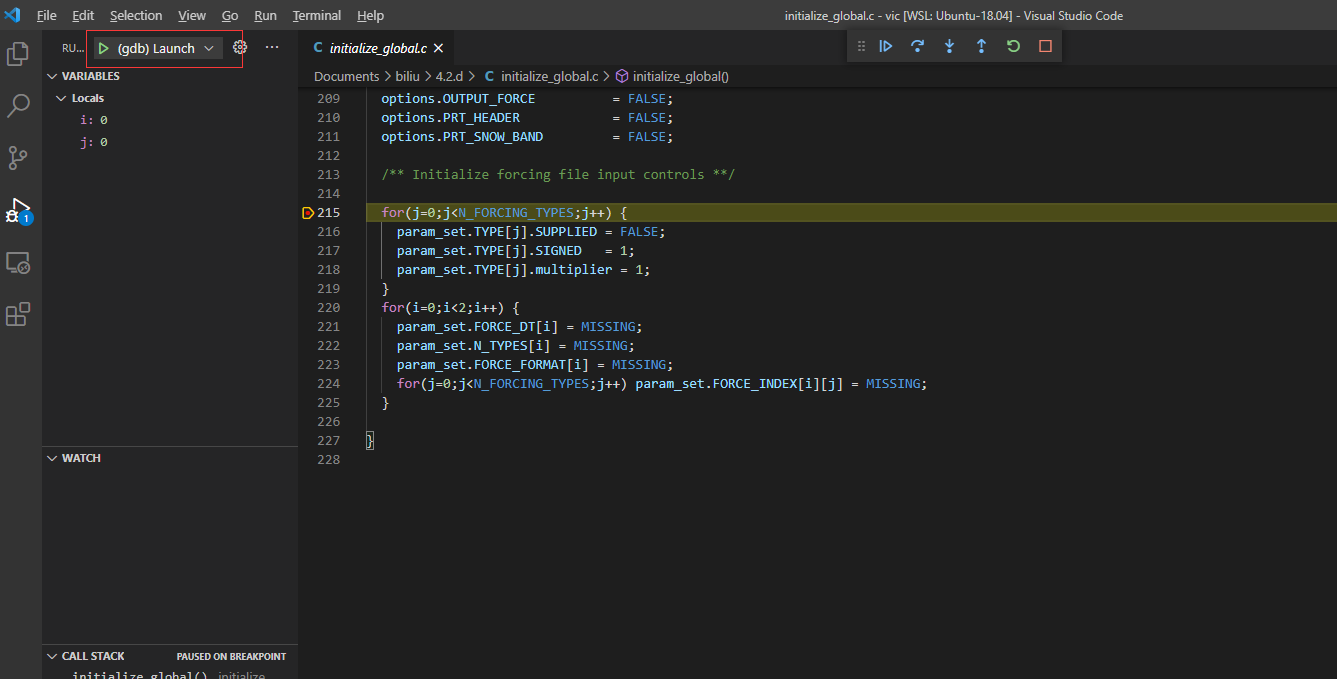 File Edit Selection View Go Run Terminal Help
initialize_global.c - vic [WSL: Ubuntu-18.04] - Visual Studio Code
RU... (gdb) Launch ···
VARIABLES
Locals
i: 0
j: 0
WATCH
CALL STACK PAUSED ON BREAKPOINT
initialize_global() initialize
1
C initialize_global.c
Documents > biliu > 4.2.d > C initialize_global.c > initialize_global()
209 options.OUTPUT_FORCE = FALSE;
210 options.PRT_HEADER = FALSE;
211 options.PRT_SNOW_BAND = FALSE;
212
213 /** Initialize forcing file input controls **/
214
215 for(j=0;j<N_FORCING_TYPES;j++) {
216 param_set.TYPE[j].SUPPLIED = FALSE;
217 param_set.TYPE[j].SIGNED = 1;
218 param_set.TYPE[j].multiplier = 1;
219 }
220 for(i=0;i<2;i++) {
221 param_set.FORCE_DT[i] = MISSING;
222 param_set.N_TYPES[i] = MISSING;
223 param_set.FORCE_FORMAT[i] = MISSING;
224 for(j=0;j<N_FORCING_TYPES;j++) param_set.FORCE_INDEX[i][j] = MISSING;
225 }
226
227 }
228